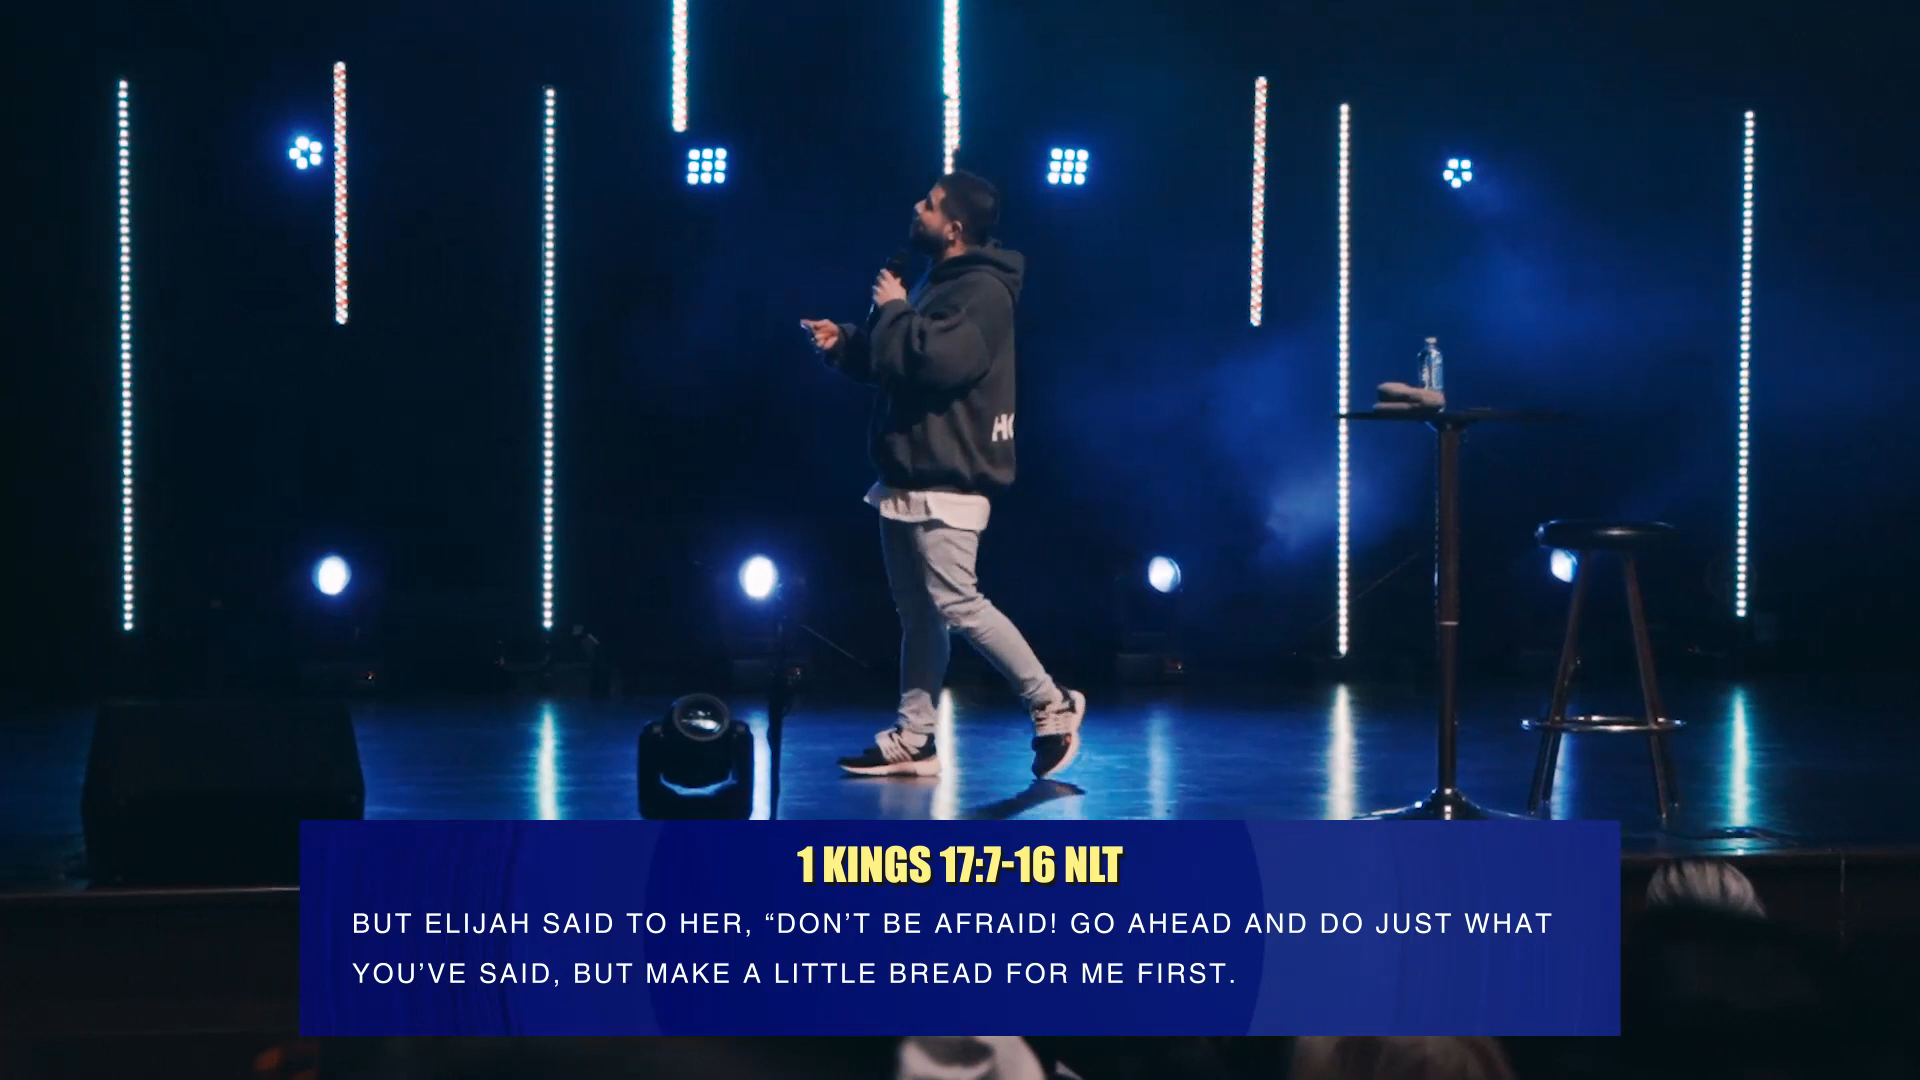 HO
1 KINGS 17:7-16 NLT
BUT ELIJAH SAID TO HER, “DON’T BE AFRAID! GO AHEAD AND DO JUST WHAT
YOU’VE SAID, BUT MAKE A LITTLE BREAD FOR ME FIRST.